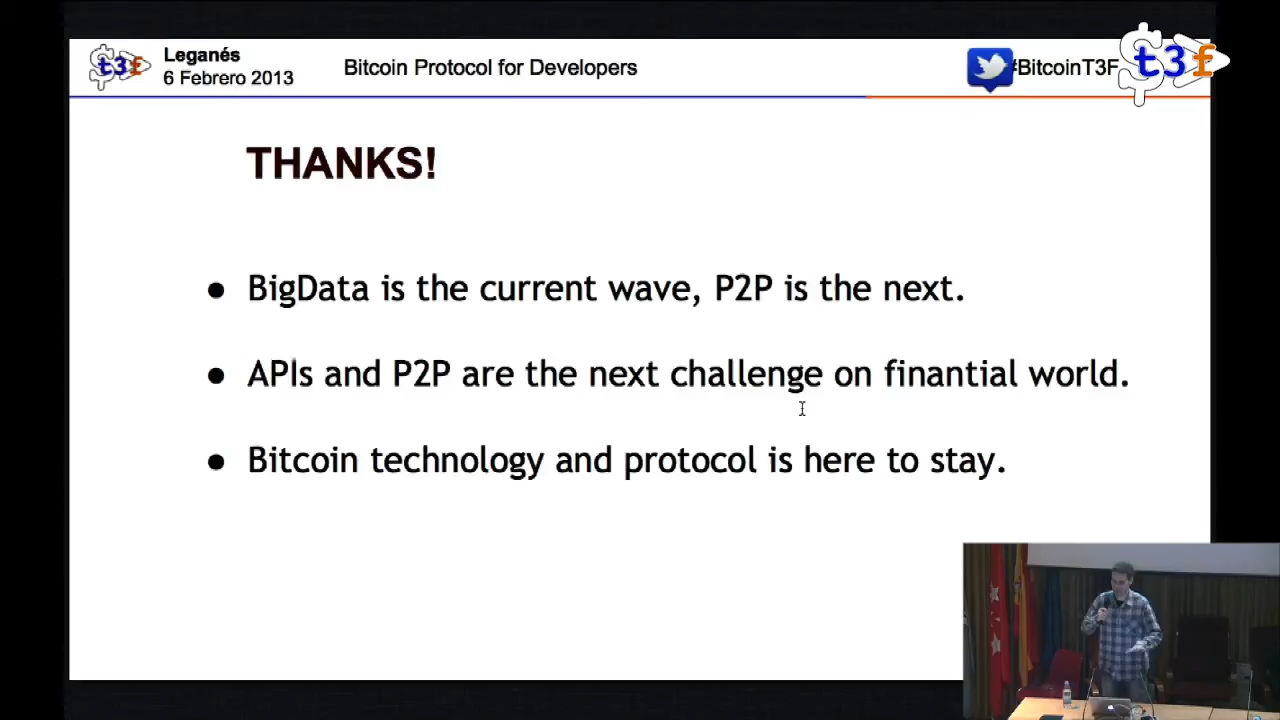 t3f
Leganés
6 Febrero 2013
Bitcoin Protocol for Developers
#BitcoinT3F
t3f
THANKS!
● BigData is the current wave, P2P is the next.
● APIs and P2P are the next challenge on finantial world.
● Bitcoin technology and protocol is here to stay.